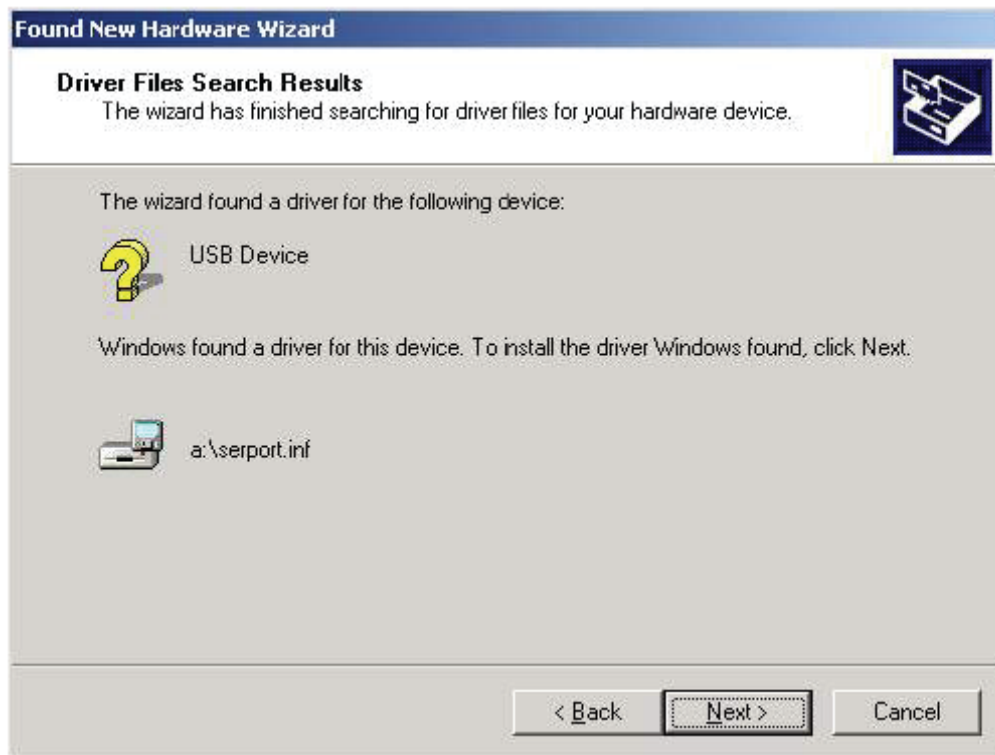 Found New Hardware Wizard
Driver Files Search Results
The wizard has finished searching for driver files for your hardware device.
The wizard found a driver for the following device:
USB Device
Windows found a driver for this device. To install the driver Windows found, click Next.
a:\serport.inf
< Back Next > Cancel